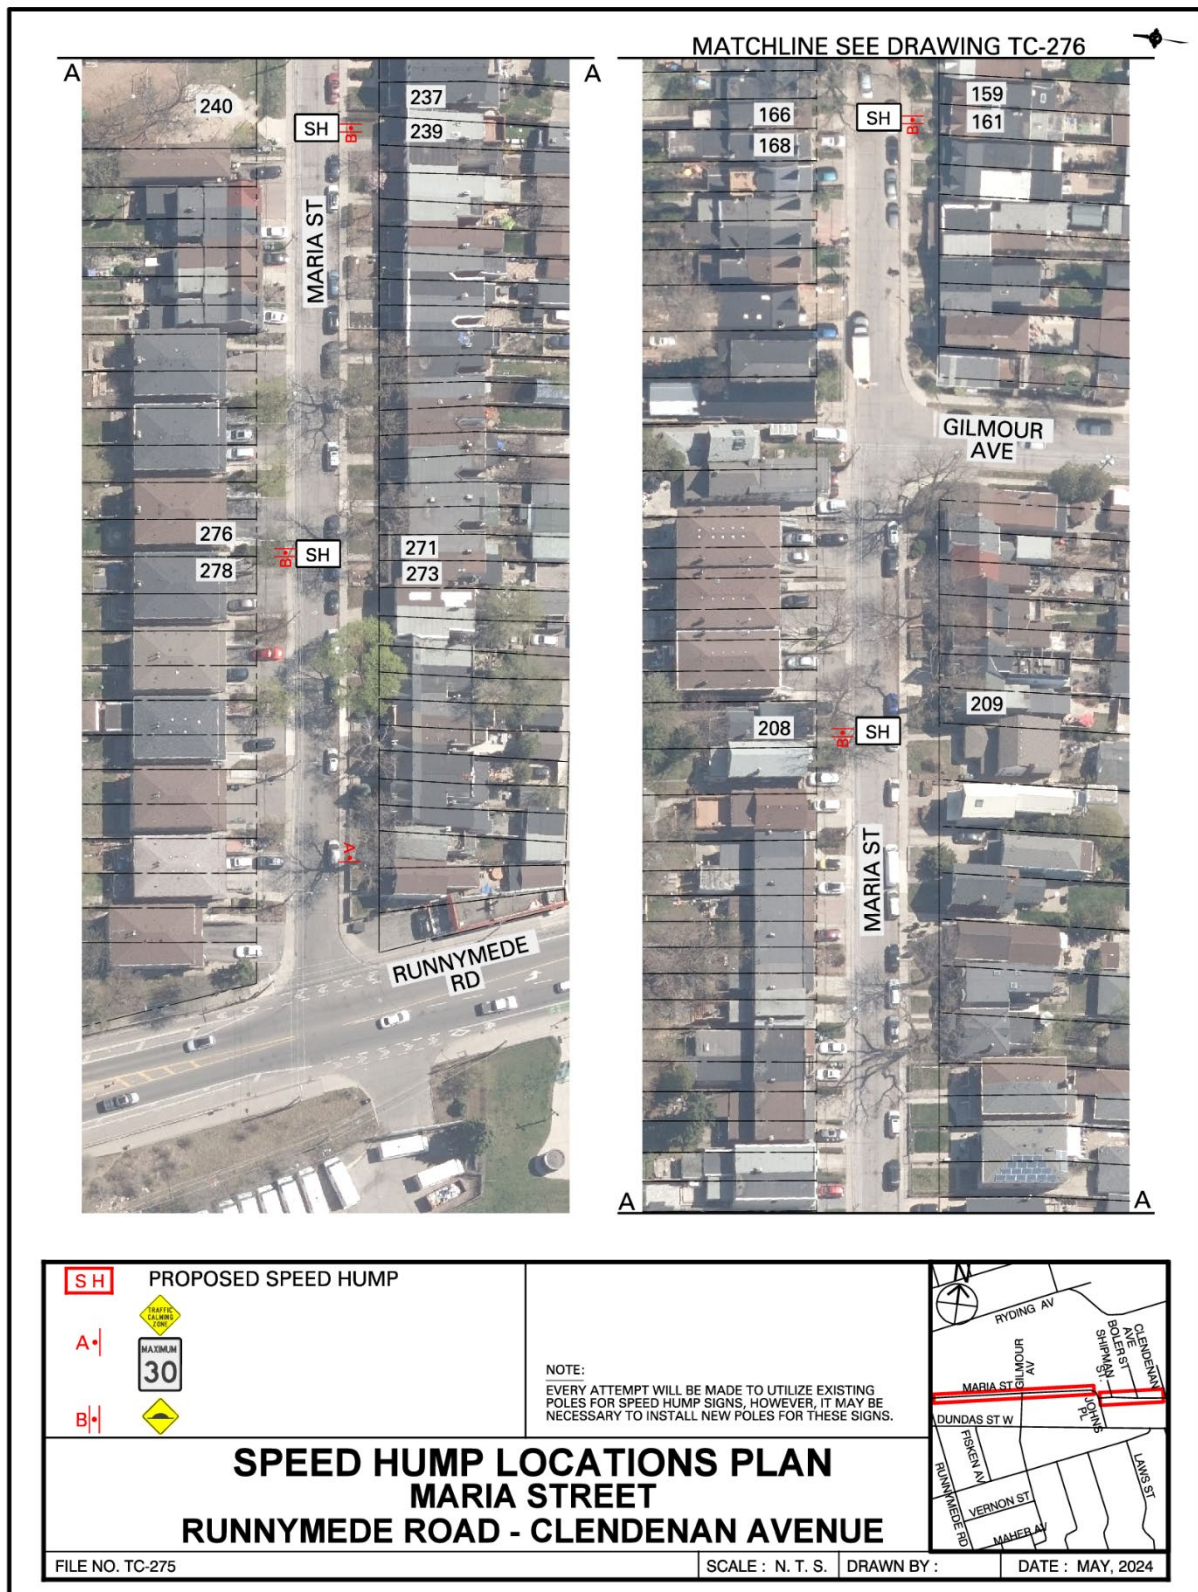 MATCHLINE SEE DRAWING TC-276
A
A
240
237
SH
B
239
MARIA ST
276
271
B
SH
278
273
A
RUNNYMEDE
RD
166
159
SH
B
161
168
GILMOUR
AVE
209
208
B
SH
MARIA ST
A
A
SH PROPOSED SPEED HUMP
TRAFFIC
CALMING
ZONE
A
MAXIMUM
30
B
NOTE:
EVERY ATTEMPT WILL BE MADE TO UTILIZE EXISTING
POLES FOR SPEED HUMP SIGNS, HOWEVER, IT MAY BE
NECESSARY TO INSTALL NEW POLES FOR THESE SIGNS.
N
RYDING AV
GILMOUR
AV
SHIPMAN
ST.
BOLER ST
CLENDENAN
AVE
MARIA ST
JOHNS
PL
DUNDAS ST W
FISKEN AV
RUNNYMEDE RD
VERNON ST
MAHER AV
LAWS ST
SPEED HUMP LOCATIONS PLAN
MARIA STREET
RUNNYMEDE ROAD - CLENDENAN AVENUE
FILE NO. TC-275
SCALE : N. T. S.
DRAWN BY :
DATE : MAY, 2024